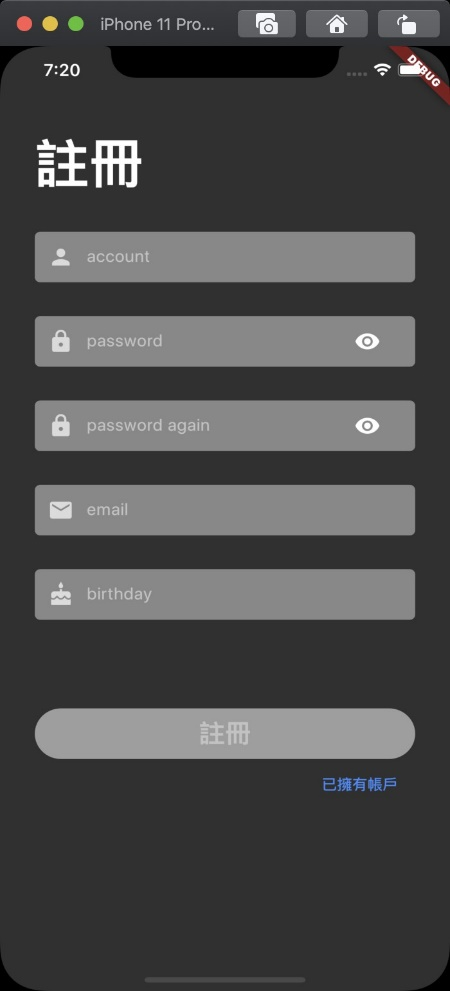 iPhone 11 Pro...
7:20
DEBUG
註冊
account
password
password again
email
birthday
註冊
已擁有帳戶